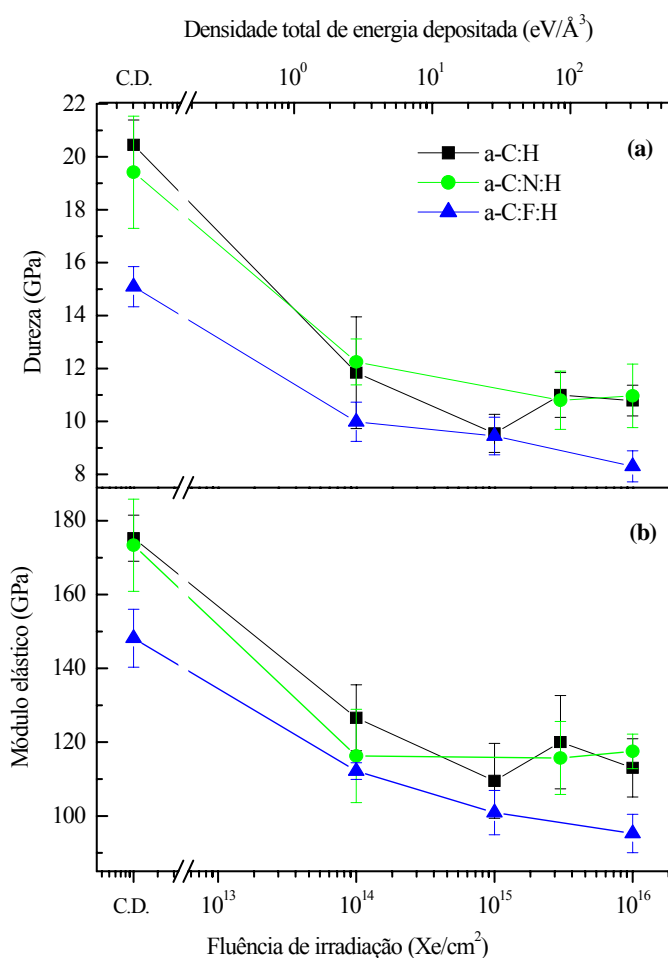 Densidade total de energia depositada (eV/Å³)
C.D. 10⁰ 10¹ 10²
22
20
18
16
14
12
10
8
Dureza (GPa)
(a)
a-C:H
a-C:N:H
a-C:F:H
180
160
140
120
100
Módulo elástico (GPa)
(b)
C.D. 10¹³ 10¹⁴ 10¹⁵ 10¹⁶
Fluência de irradiação (Xe/cm²)